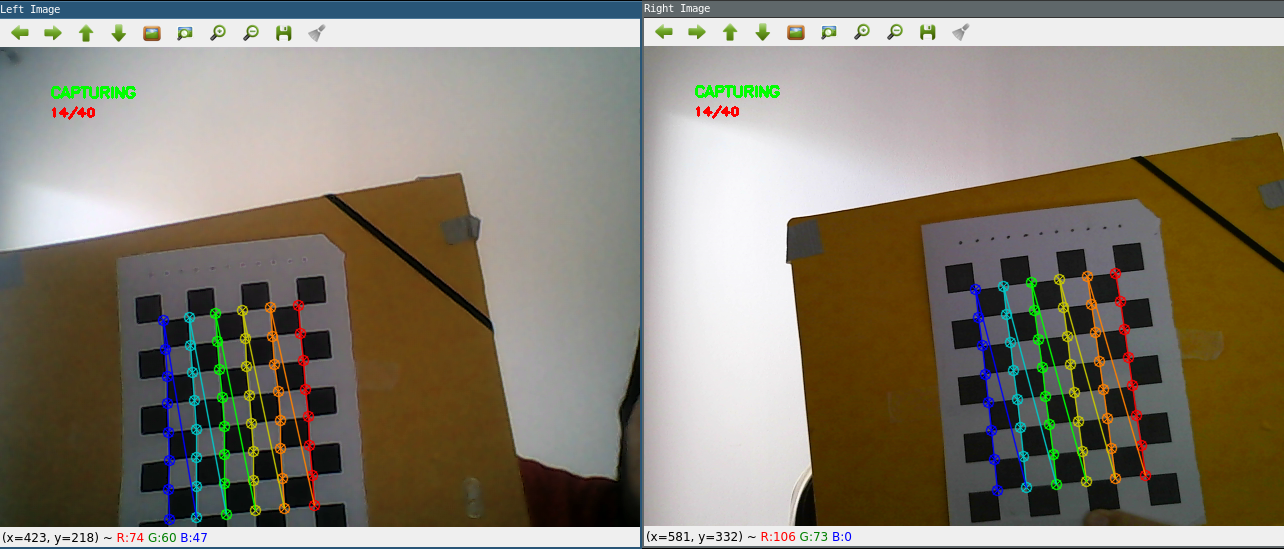 Left Image
CAPTURING
14/40
(x=423, y=218) ~ R:74 G:60 B:47
Right Image
CAPTURING
14/40
(x=581, y=332) ~ R:106 G:73 B:0